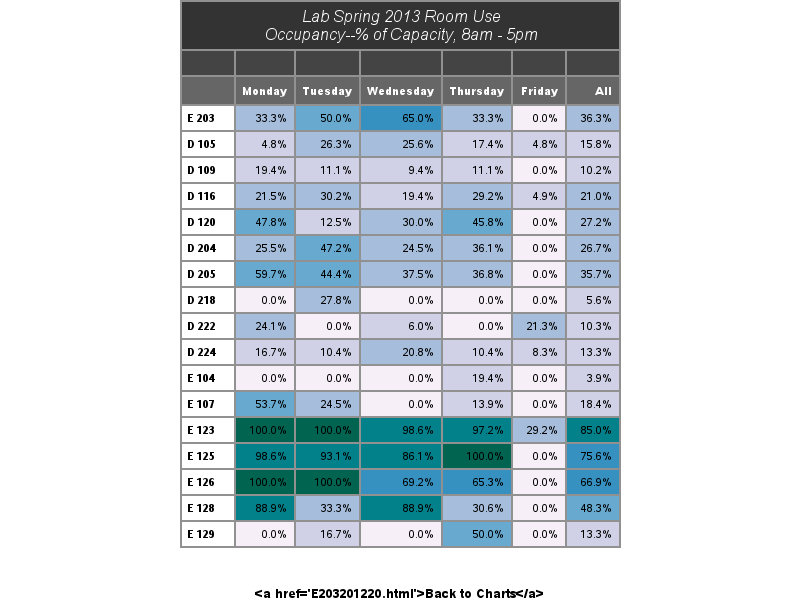 Lab Spring 2013 Room Use
Occupancy--% of Capacity, 8am - 5pm
Monday Tuesday Wednesday Thursday Friday All
E 203 33.3% 50.0% 65.0% 33.3% 0.0% 36.3%
D 105 4.8% 26.3% 25.6% 17.4% 4.8% 15.8%
D 109 19.4% 11.1% 9.4% 11.1% 0.0% 10.2%
D 116 21.5% 30.2% 19.4% 29.2% 4.9% 21.0%
D 120 47.8% 12.5% 30.0% 45.8% 0.0% 27.2%
D 204 25.5% 47.2% 24.5% 36.1% 0.0% 26.7%
D 205 59.7% 44.4% 37.5% 36.8% 0.0% 35.7%
D 218 0.0% 27.8% 0.0% 0.0% 0.0% 5.6%
D 222 24.1% 0.0% 6.0% 0.0% 21.3% 10.3%
D 224 16.7% 10.4% 20.8% 10.4% 8.3% 13.3%
E 104 0.0% 0.0% 0.0% 19.4% 0.0% 3.9%
E 107 53.7% 24.5% 0.0% 13.9% 0.0% 18.4%
E 123 100.0% 100.0% 98.6% 97.2% 29.2% 85.0%
E 125 98.6% 93.1% 86.1% 100.0% 0.0% 75.6%
E 126 100.0% 100.0% 69.2% 65.3% 0.0% 66.9%
E 128 88.9% 33.3% 88.9% 30.6% 0.0% 48.3%
E 129 0.0% 16.7% 0.0% 50.0% 0.0% 13.3%
<a href='E203201220.html'>Back to Charts</a>